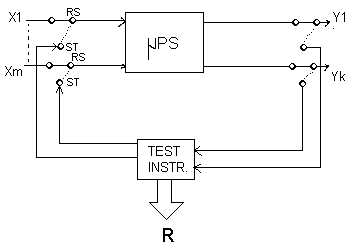 X1 RS Y1
ST
μPS
Xm RS Yk
ST
TEST
INSTR.
R